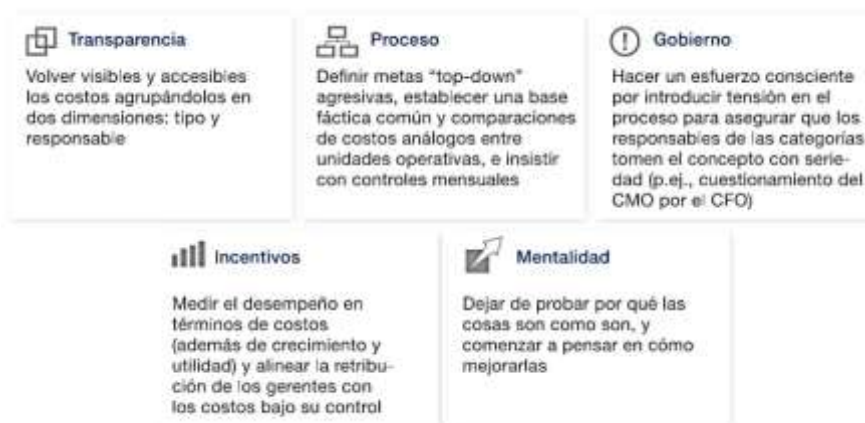 Transparencia
Volver visibles y accesibles
los costos agrupándolos en
dos dimensiones: tipo y
responsable
Proceso
Definir metas “top-down”
agresivas, establecer una base
fáctica común y comparaciones
de costos análogos entre
unidades operativas, e insistir
con controles mensuales
Gobierno
Hacer un esfuerzo consciente
por introducir tensión en el
proceso para asegurar que los
responsables de las categorías
tomen el concepto con serie-
dad (p.ej., cuestionamiento del
CMO por el CFO)
Incentivos
Medir el desempeño en
términos de costos
(además de crecimiento y
utilidad) y alinear la retribu-
ción de los gerentes con
los costos bajo su control
Mentalidad
Dejar de probar por qué las
cosas son como son, y
comenzar a pensar en cómo
mejorarlas